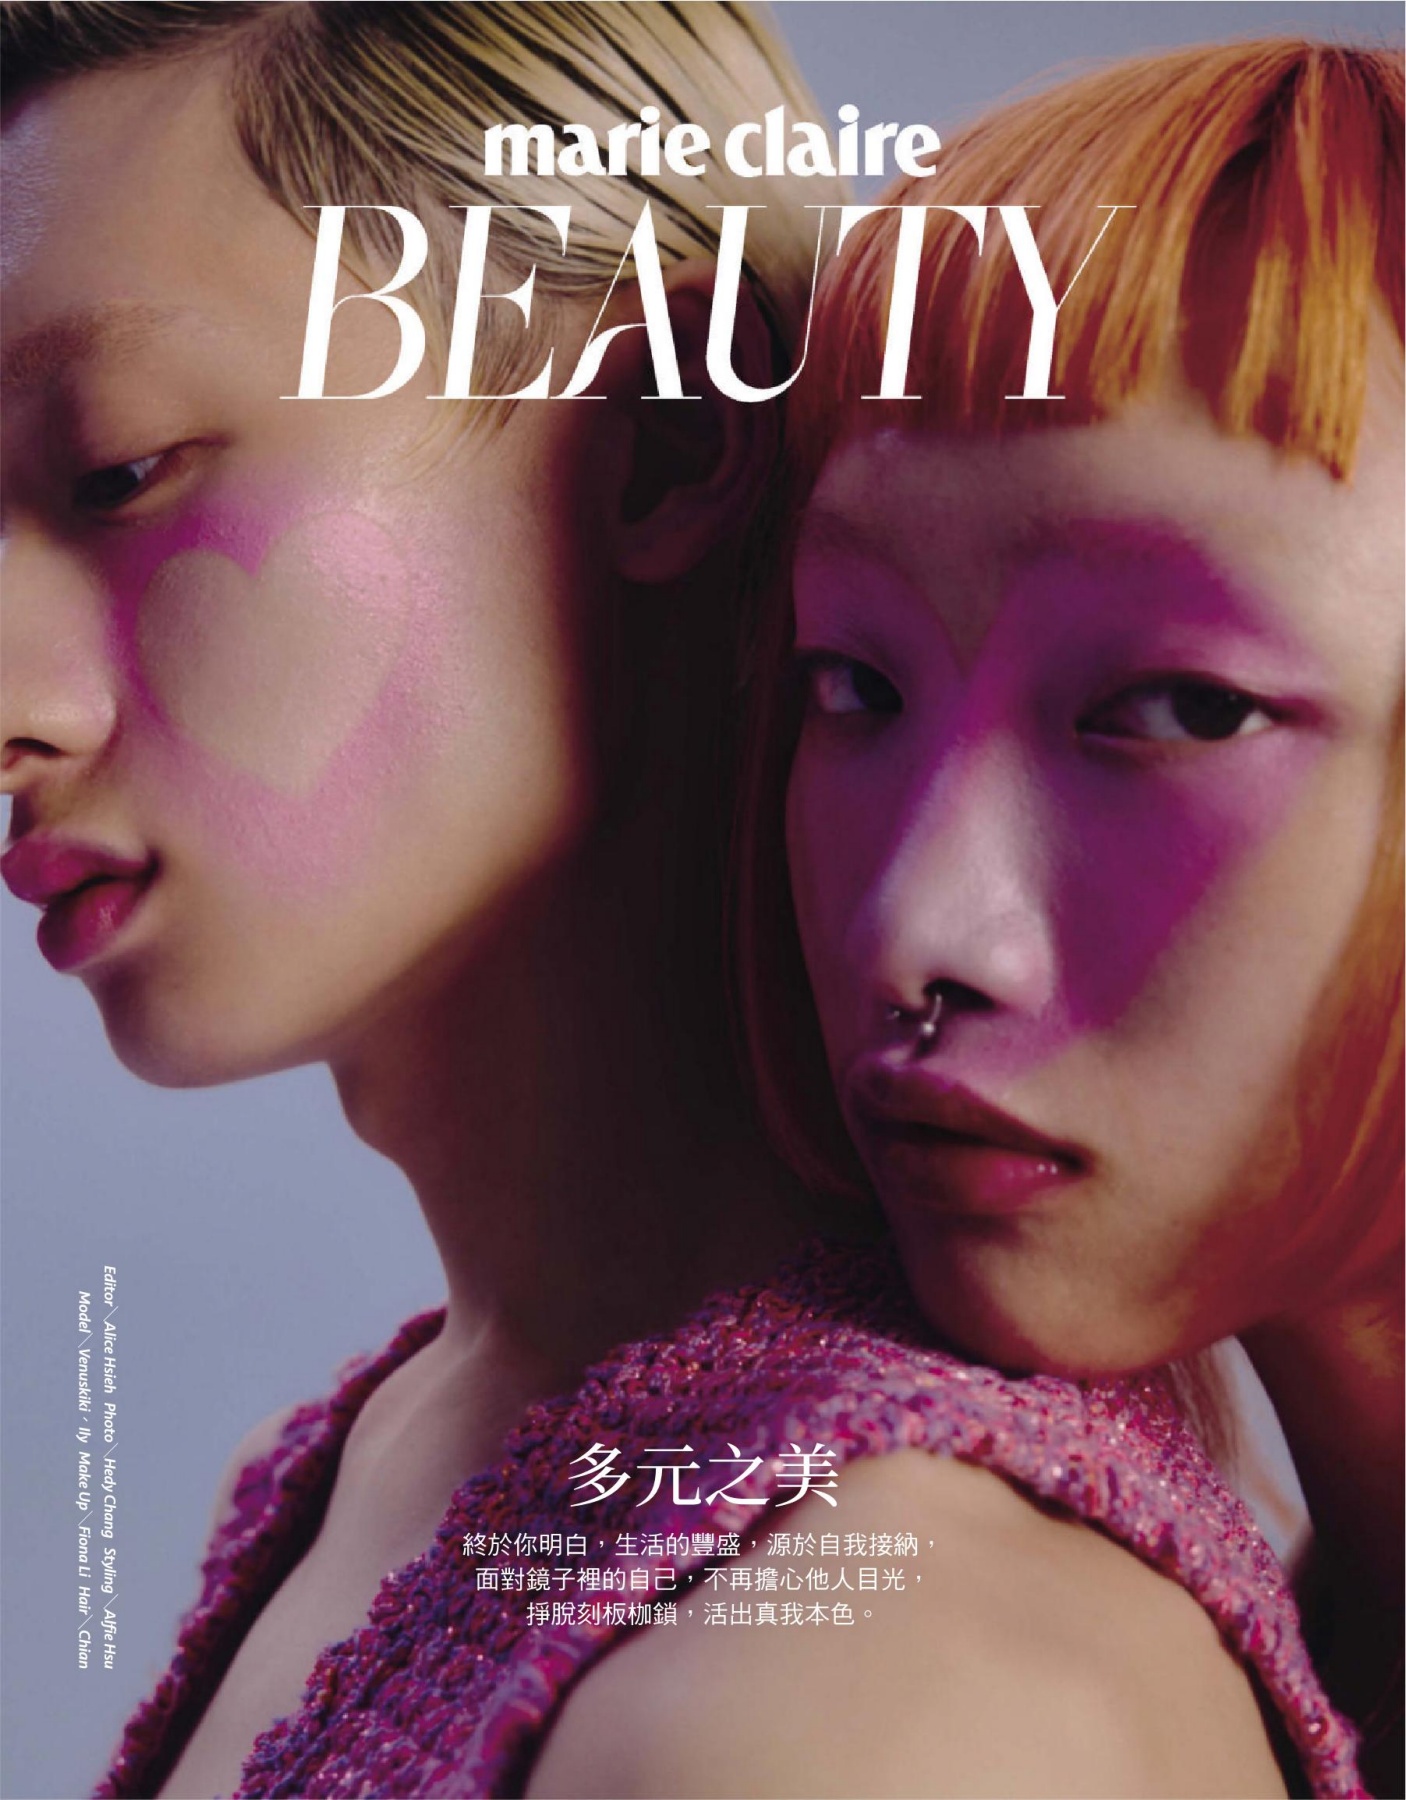 marie claire
BEAUTY
多元之美
終於你明白，生活的豐盛，源於自我接納，
面對鏡子裡的自己，不再擔心他人目光，
掙脫刻板枷鎖，活出真我本色。
Editor＼Alice Hsieh Photo＼Hedy Chang Styling＼Alfie Hsu
Model＼Venuskiki、Ily Make Up＼Fiona Li Hair＼Chian